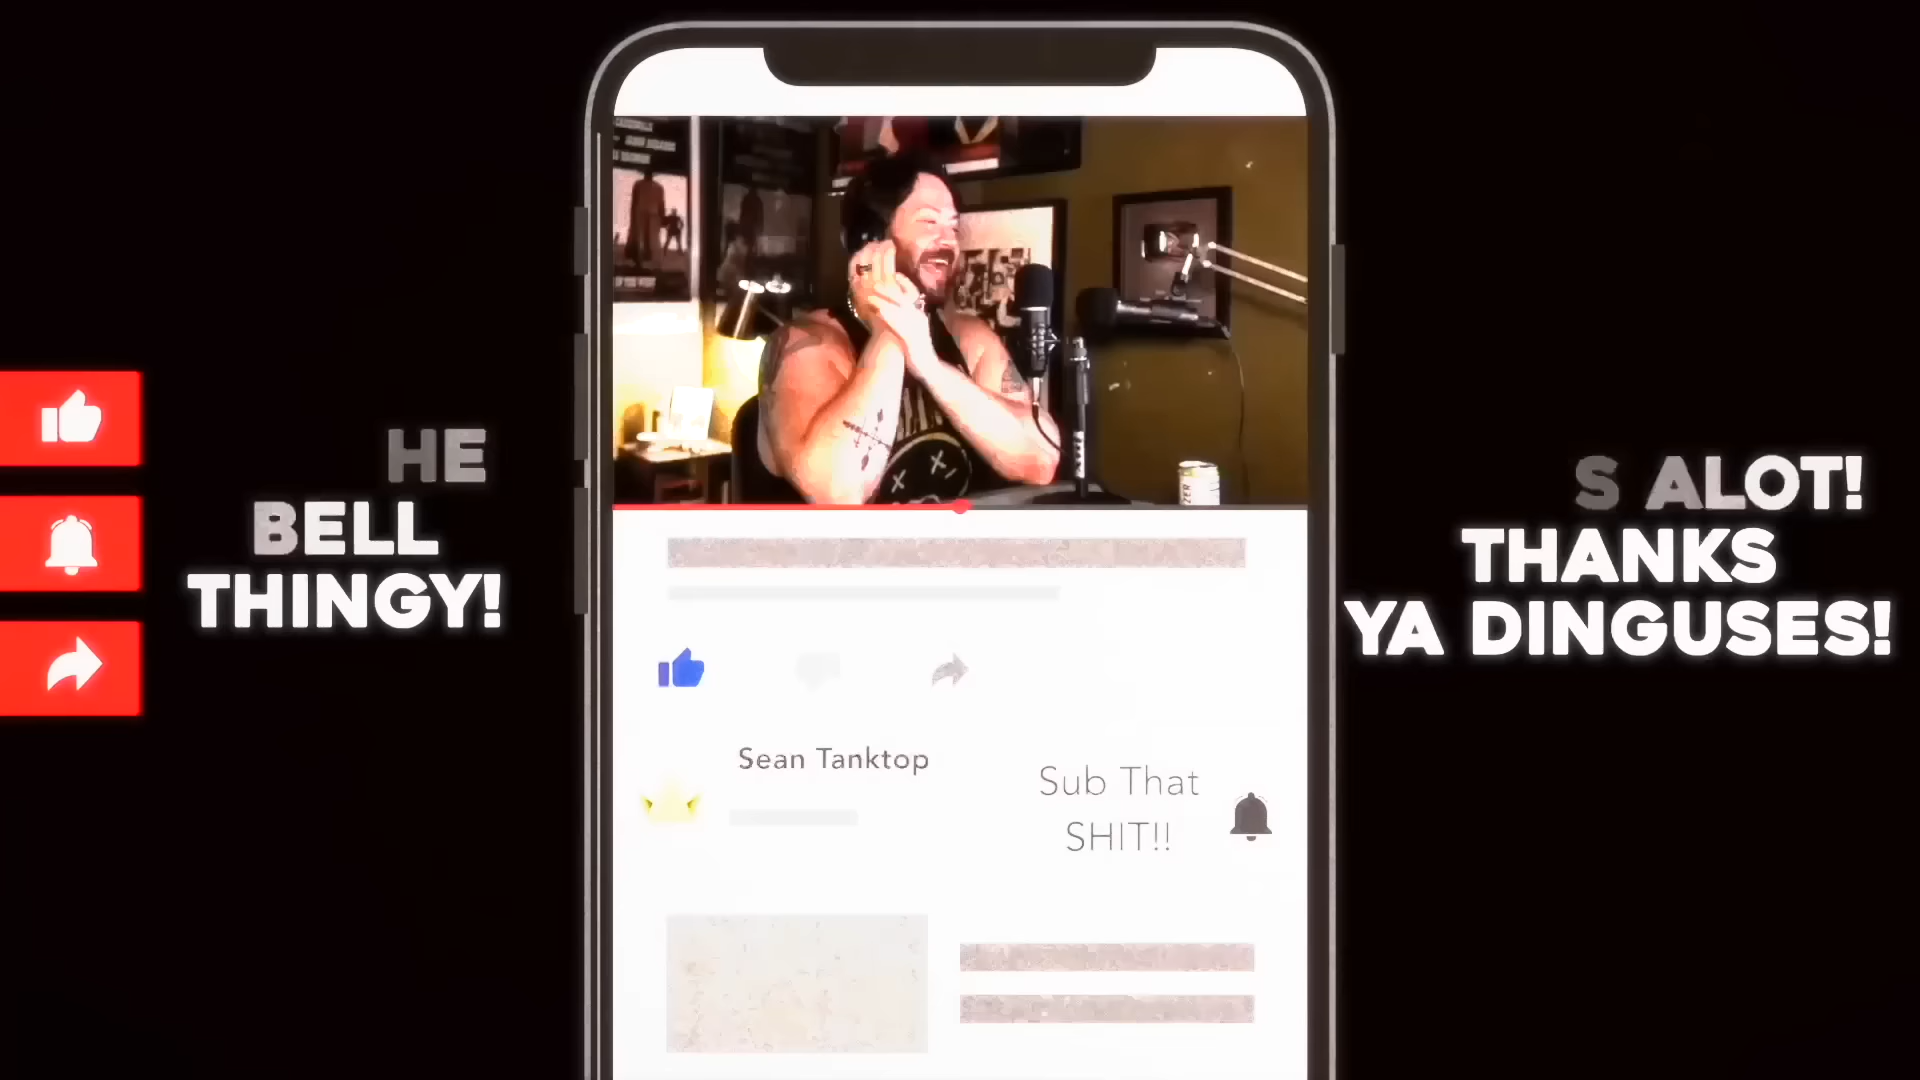 HE
BELL
THINGY!
S ALOT!
THANKS
YA DINGUSES!
Sean Tanktop
Sub That
SHIT!!